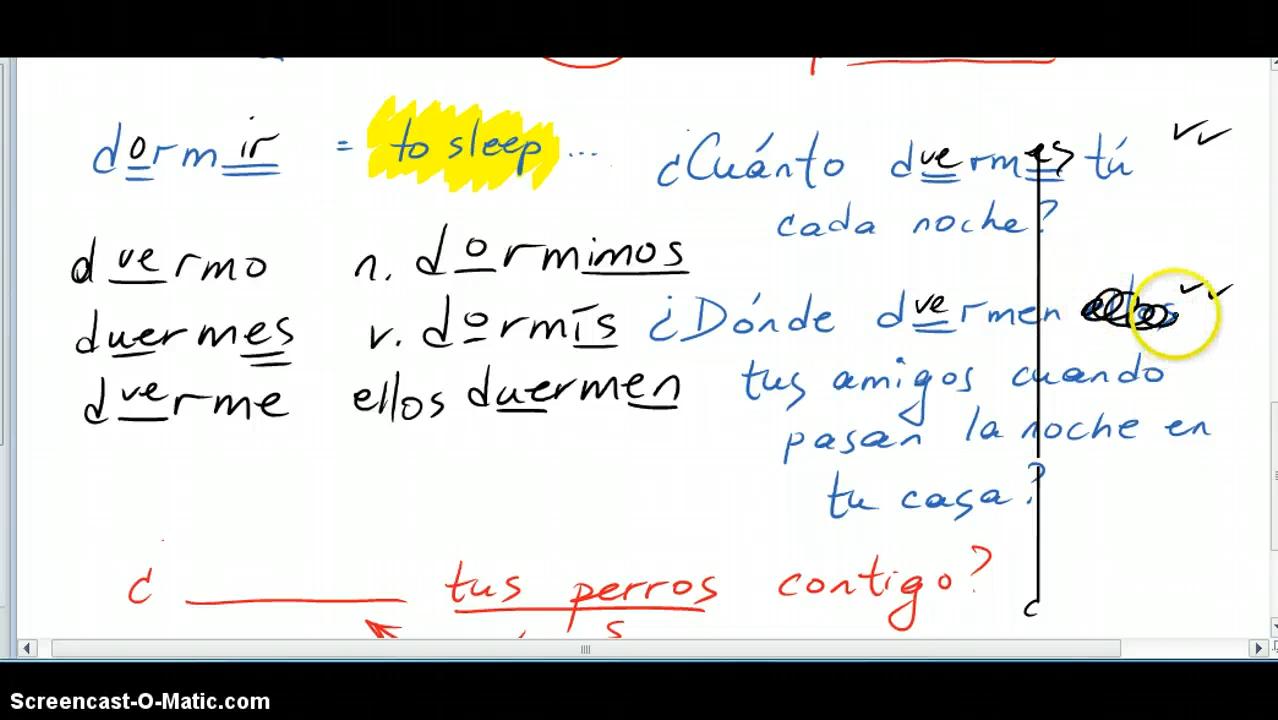 dormir = to sleep... ¿Cuánto duermes tú
cada noche?
duermo n. dormimos
duermes v. dormís ¿Dónde duermen
duerme ellos duermen tus amigos cuando
pasan la noche en
tu casa?
¿ ________ tus perros contigo?
s
Screencast-O-Matic.com